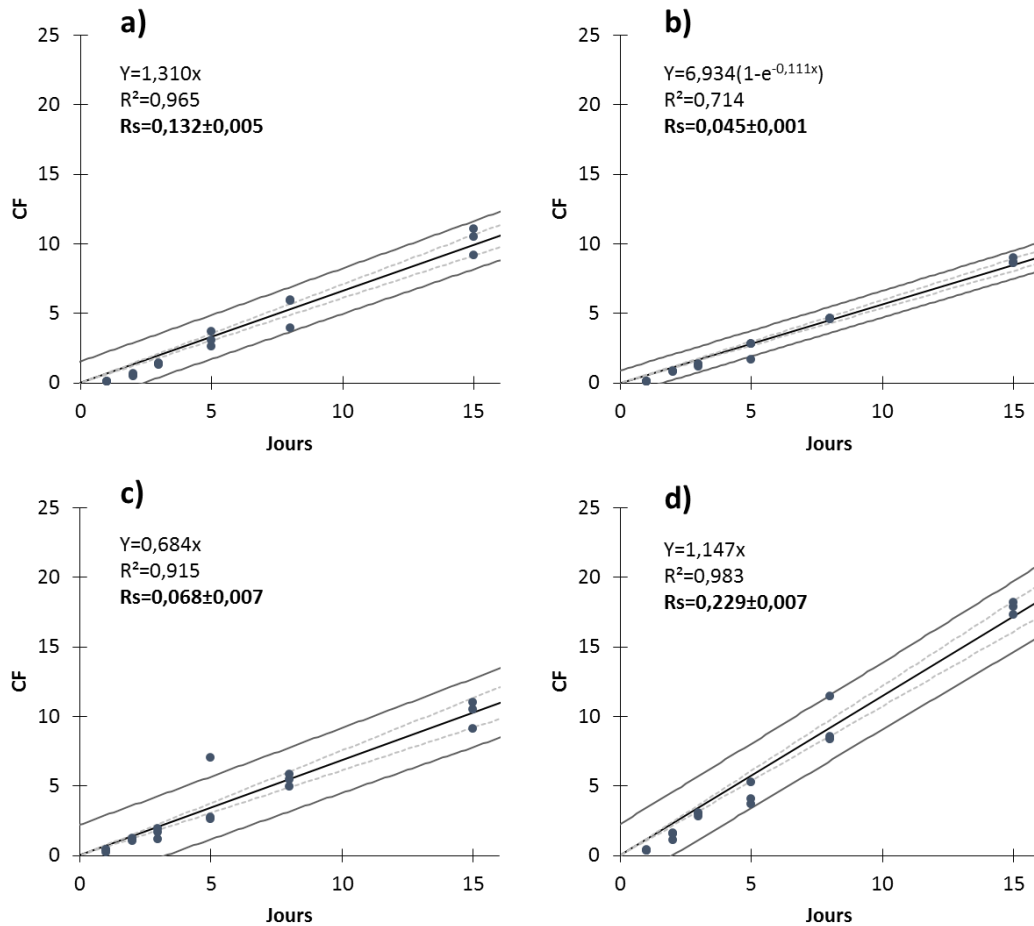 a)
Y=1,310x
R²=0,965
Rs=0,132±0,005
25
20
15
10
5
0
CF
0 5 10 15
Jours
b)
Y=6,934(1-e^-0,111x)
R²=0,714
Rs=0,045±0,001
25
20
15
10
5
0
CF
0 5 10 15
Jours
c)
Y=0,684x
R²=0,915
Rs=0,068±0,007
25
20
15
10
5
0
CF
0 5 10 15
Jours
d)
Y=1,147x
R²=0,983
Rs=0,229±0,007
25
20
15
10
5
0
CF
0 5 10 15
Jours